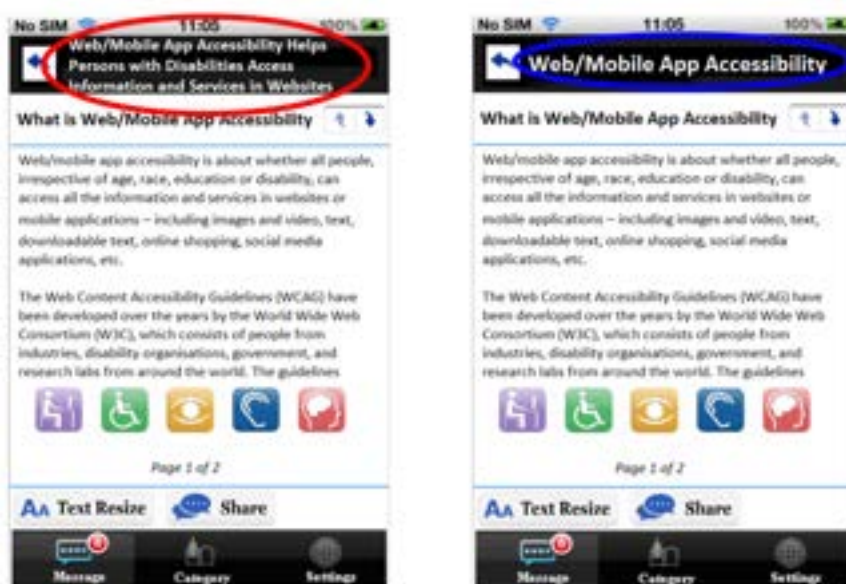 No SIM 11:05 100%
Web/Mobile App Accessibility Helps
Persons with Disabilities Access
Information and Services in Websites
What is Web/Mobile App Accessibility
Web/mobile app accessibility is about whether all people,
irrespective of age, race, education or disability, can
access all the information and services in websites or
mobile applications – including images and video, text,
downloadable text, online shopping, social media
applications, etc.
The Web Content Accessibility Guidelines (WCAG) have
been developed over the years by the World Wide Web
Consortium (W3C), which consists of people from
industries, disability organisations, government, and
research labs from around the world. The guidelines
Page 1 of 2
AA Text Resize Share
Message Category Settings
No SIM 11:05 100%
Web/Mobile App Accessibility
What is Web/Mobile App Accessibility
Web/mobile app accessibility is about whether all people,
irrespective of age, race, education or disability, can
access all the information and services in websites or
mobile applications – including images and video, text,
downloadable text, online shopping, social media
applications, etc.
The Web Content Accessibility Guidelines (WCAG) have
been developed over the years by the World Wide Web
Consortium (W3C), which consists of people from
industries, disability organisations, government, and
research labs from around the world. The guidelines
Page 1 of 2
AA Text Resize Share
Message Category Settings